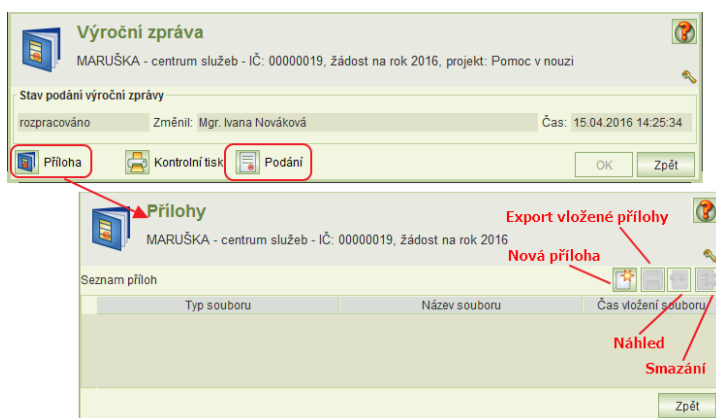 Výroční zpráva
MARUŠKA - centrum služeb - IČ: 00000019, žádost na rok 2016, projekt: Pomoc v nouzi
Stav podání výroční zprávy
rozpracováno Změnil: Mgr. Ivana Nováková Čas: 15.04.2016 14:25:34
Příloha Kontrolní tisk Podání OK Zpět
Přílohy
MARUŠKA - centrum služeb - IČ: 00000019, žádost na rok 2016
Export vložené přílohy
Nová příloha
Seznam příloh
Typ souboru Název souboru Čas vložení souboru
Náhled
Smazání
Zpět